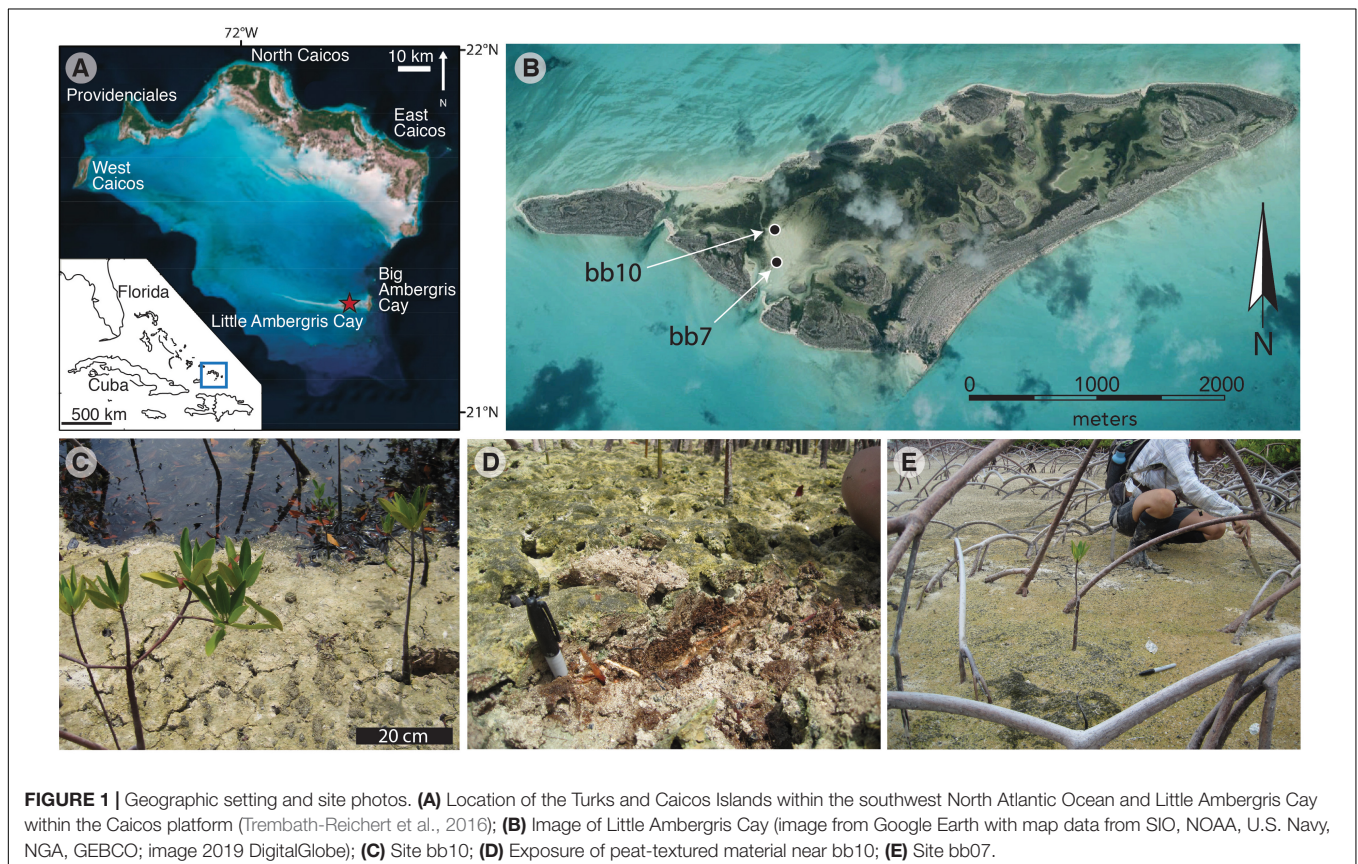 72°W
22°N
A
North Caicos
10 km
N
Providenciales
East
Caicos
West
Caicos
Big
Ambergris
Cay
Florida
Little Ambergris Cay
Cuba
500 km
21°N
B
bb10
bb7
N
0 1000 2000
meters
C
20 cm
D
E
FIGURE 1 | Geographic setting and site photos. (A) Location of the Turks and Caicos Islands within the southwest North Atlantic Ocean and Little Ambergris Cay
within the Caicos platform (Trembath-Reichert et al., 2016); (B) Image of Little Ambergris Cay (image from Google Earth with map data from SIO, NOAA, U.S. Navy,
NGA, GEBCO; image 2019 DigitalGlobe); (C) Site bb10; (D) Exposure of peat-textured material near bb10; (E) Site bb07.